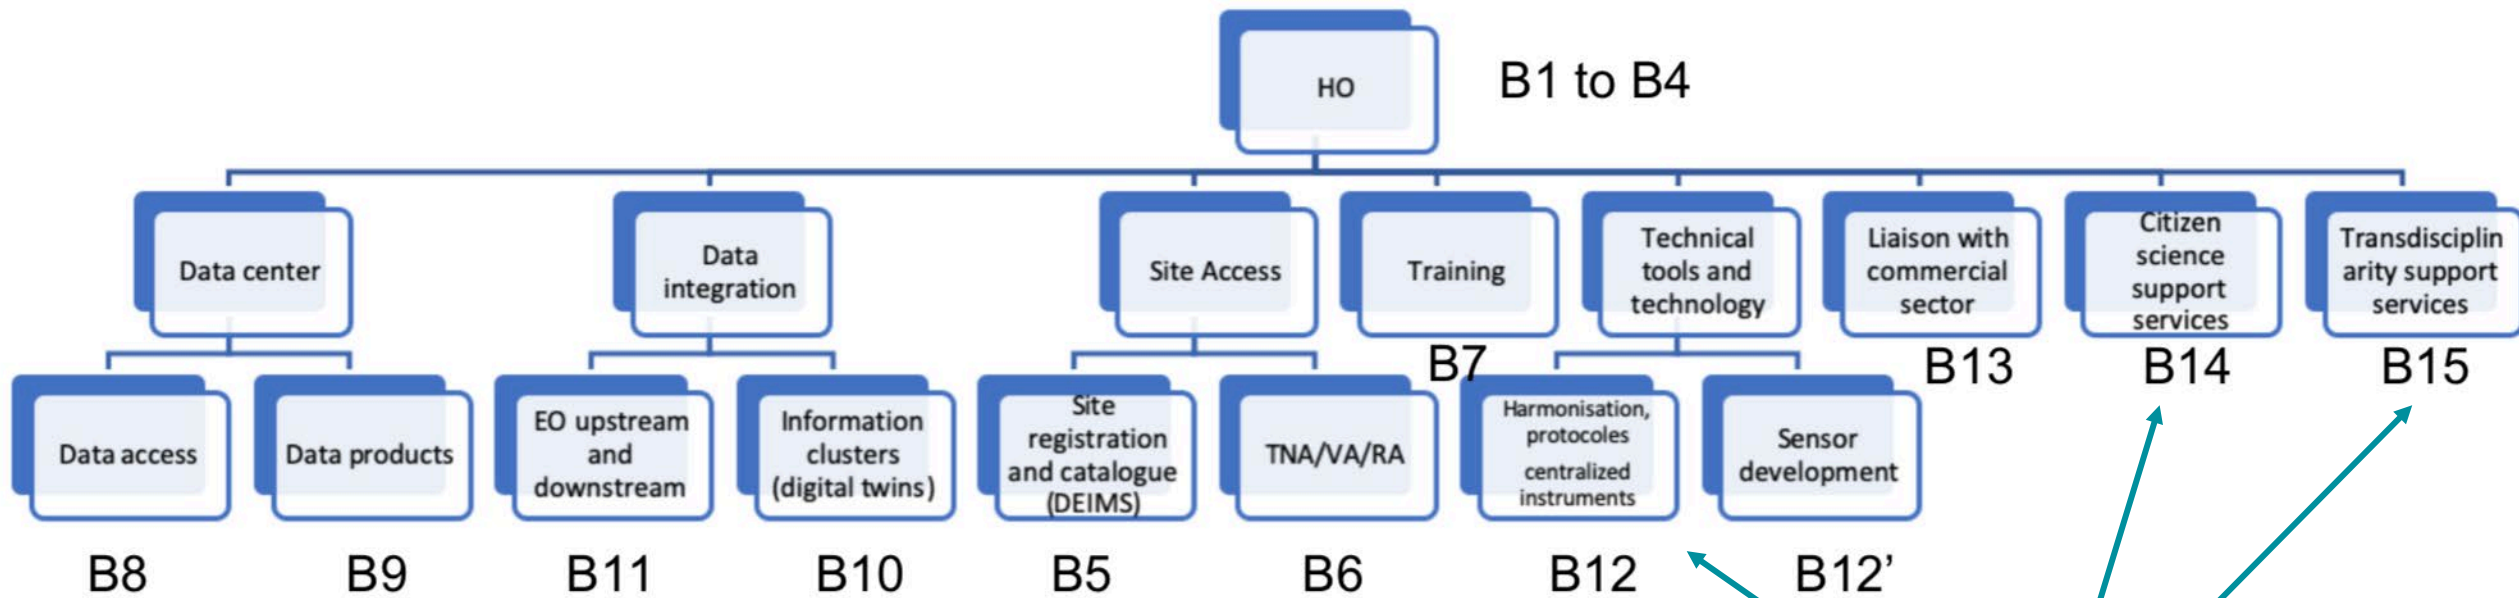 HO
B1 to B4
Data center
Data
integration
Site Access
Training
Technical
tools and
technology
Liaison with
commercial
sector
Citizen
science
support
services
Transdisciplin
arity support
services
B7
B13
B14
B15
Data access
Data products
EO upstream
and
downstream
Information
clusters
(digital twins)
Site
registration
and catalogue
(DEIMS)
TNA/VA/RA
Harmonisation,
protocoles
centralized
instruments
Sensor
development
B8
B9
B11
B10
B5
B6
B12
B12’